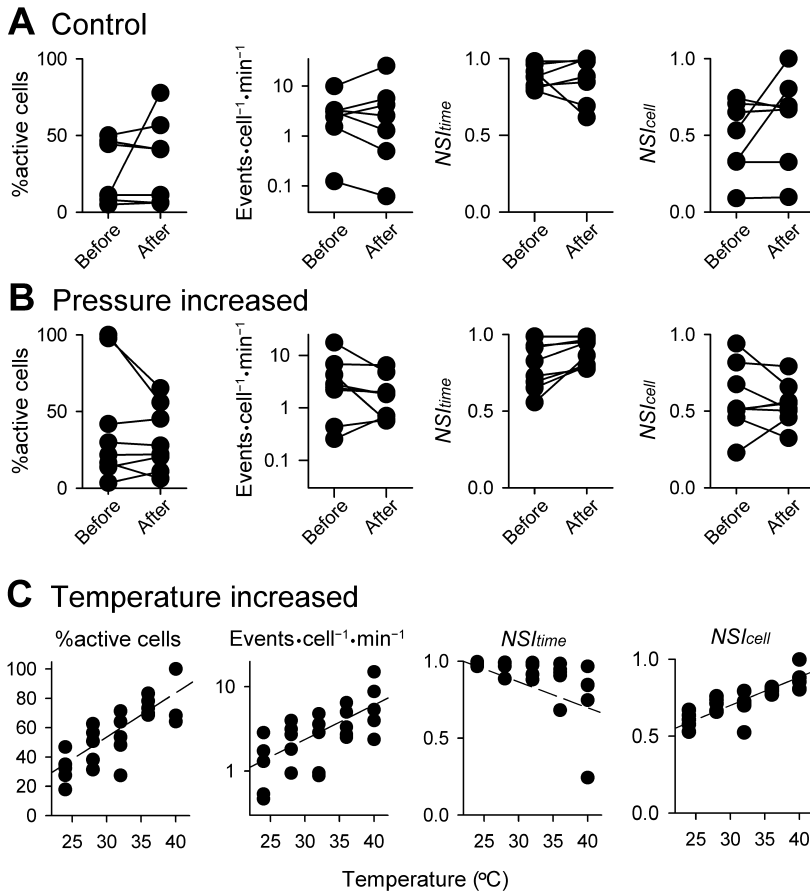 A Control
%active cells
100
50
0
Before
After
Events•cell⁻¹•min⁻¹
10
1
0.1
Before
After
NSItime
1.0
0.5
0.0
Before
After
NSIcell
1.0
0.5
0.0
Before
After
B Pressure increased
%active cells
100
50
0
Before
After
Events•cell⁻¹•min⁻¹
10
1
0.1
Before
After
NSItime
1.0
0.5
0.0
Before
After
NSIcell
1.0
0.5
0.0
Before
After
C Temperature increased
%active cells
100
80
60
40
20
0
25 30 35 40
Events•cell⁻¹•min⁻¹
10
1
25 30 35 40
NSItime
1.0
0.5
0.0
25 30 35 40
NSIcell
1.0
0.5
0.0
25 30 35 40
Temperature (ºC)